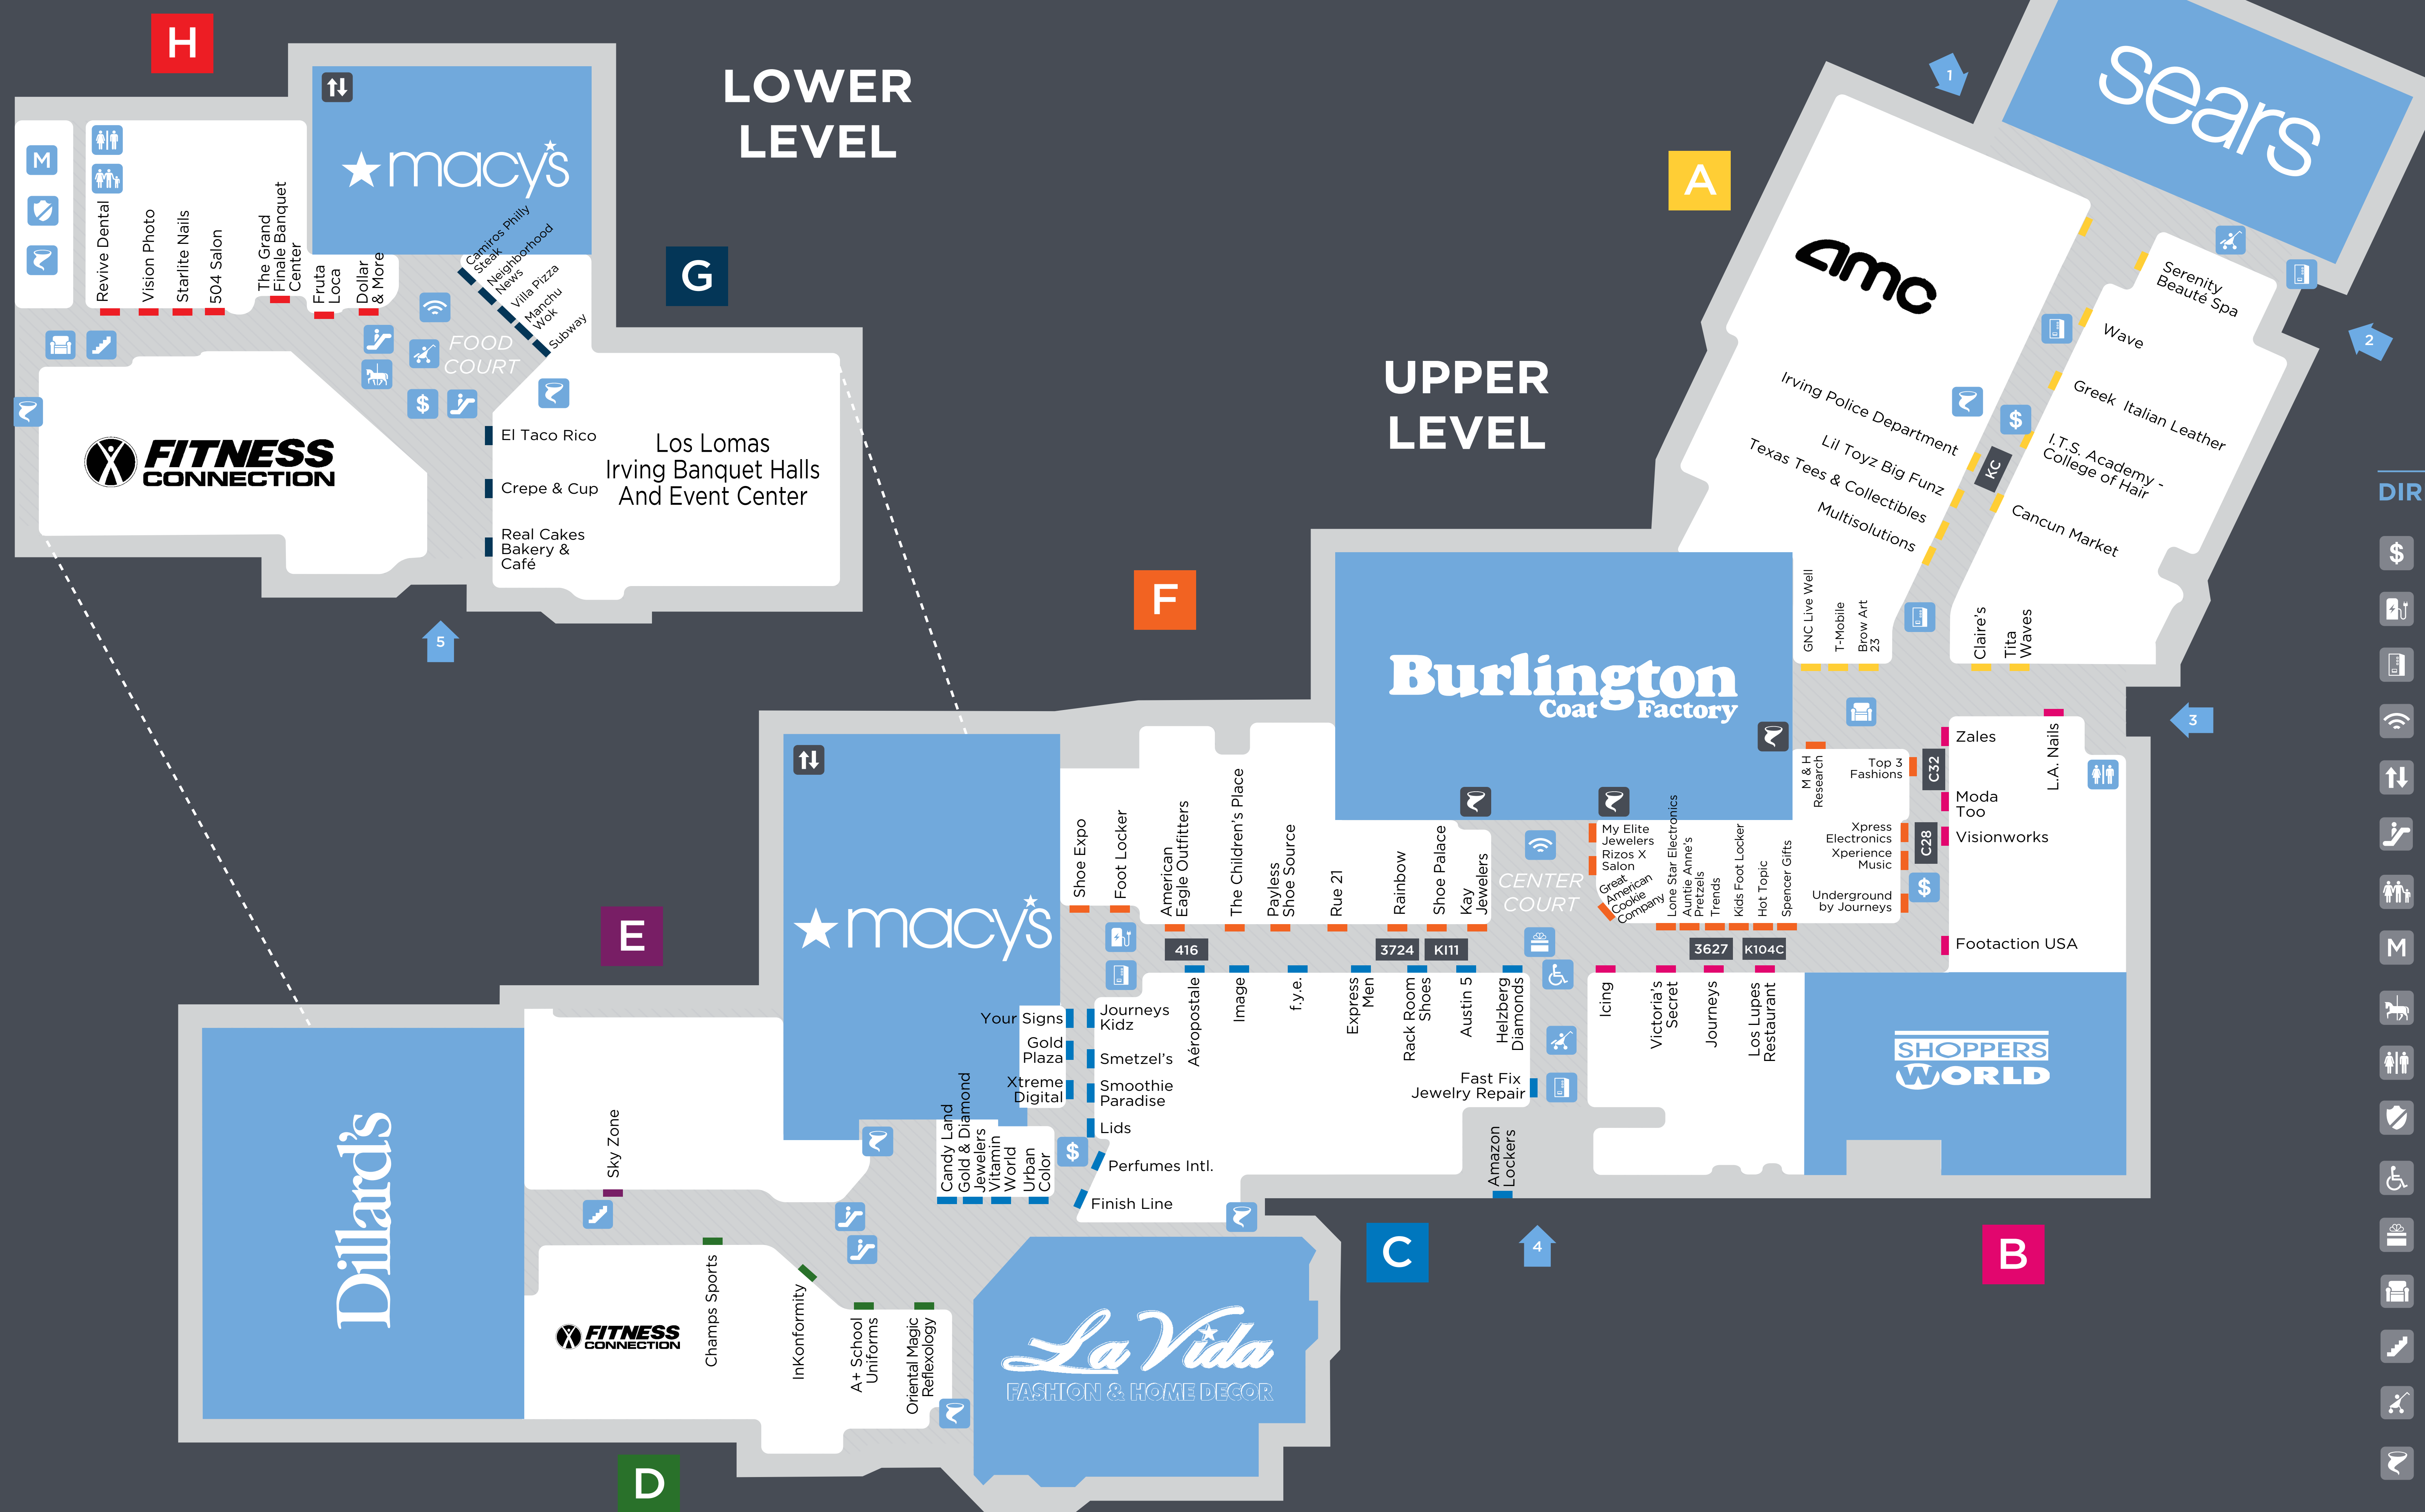 H
LOWER
LEVEL
M
macy's
Revive Dental
Vision Photo
Starlite Nails
504 Salon
The Grand
Finale Banquet
Center
Fruta
Loca
Dollar
& More
Camiros Philly
Steak
Neighborhood
News
Villa Pizza
Manchu
Wok
Subway
G
FOOD
COURT
$
FITNESS
CONNECTION
El Taco Rico
Crepe & Cup
Real Cakes
Bakery &
Café
Los Lomas
Irving Banquet Halls
And Event Center
5
UPPER
LEVEL
1
sears
A
amc
Serenity
Beauté Spa
Wave
2
Greek Italian Leather
I.T.S. Academy -
College of Hair
Cancun Market
Irving Police Department
Lil Toyz Big Funz
Texas Tees & Collectibles
Multisolutions
$
KC
GNC Live Well
T-Mobile
Brow Art
23
Claire's
Tita
Waves
3
F
Burlington
Coat Factory
M & H
Research
Top 3
Fashions
C32
Zales
L.A. Nails
Moda
Too
Xpress
Electronics
C28
Visionworks
Xperience
Music
$
Underground
by Journeys
Footaction USA
macy's
Shoe Expo
Foot Locker
American
Eagle Outfitters
The Children's Place
Payless
Shoe Source
Rue 21
Rainbow
Shoe Palace
Kay
Jewelers
CENTER
COURT
My Elite
Jewelers
Rizos X
Salon
Great
American
Cookie
Company
Lone Star Electronics
Auntie Anne's
Pretzels
Trends
Kids Foot Locker
Hot Topic
Spencer Gifts
416
3724
KI11
3627
K104C
E
Your Signs
Gold
Plaza
Xtreme
Digital
Journeys
Kidz
Smetzel's
Smoothie
Paradise
Lids
Perfumes Intl.
Finish Line
$
Aéropostale
Image
f.y.e.
Express
Men
Rack Room
Shoes
Austin 5
Helzberg
Diamonds
Fast Fix
Jewelry Repair
Amazon
Lockers
Icing
Victoria's
Secret
Journeys
Los Lupes
Restaurant
SHOPPERS
WORLD
Candy Land
Gold & Diamond
Jewelers
Vitamin
World
Urban
Color
Dillard's
Sky Zone
C
4
B
FITNESS
CONNECTION
Champs Sports
InKonformity
A+ School
Uniforms
Oriental Magic
Reflexology
La Vida
FASHION & HOME DECOR
D
DIR
$
M